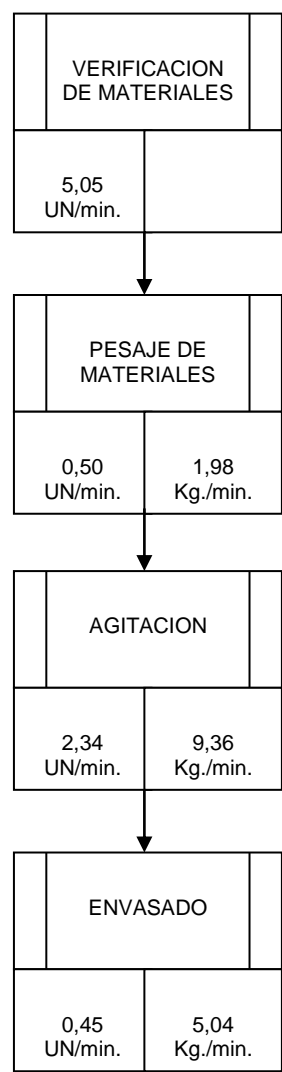 VERIFICACION
DE MATERIALES
5,05
UN/min.
PESAJE DE
MATERIALES
0,50
UN/min.
1,98
Kg./min.
AGITACION
2,34
UN/min.
9,36
Kg./min.
ENVASADO
0,45
UN/min.
5,04
Kg./min.